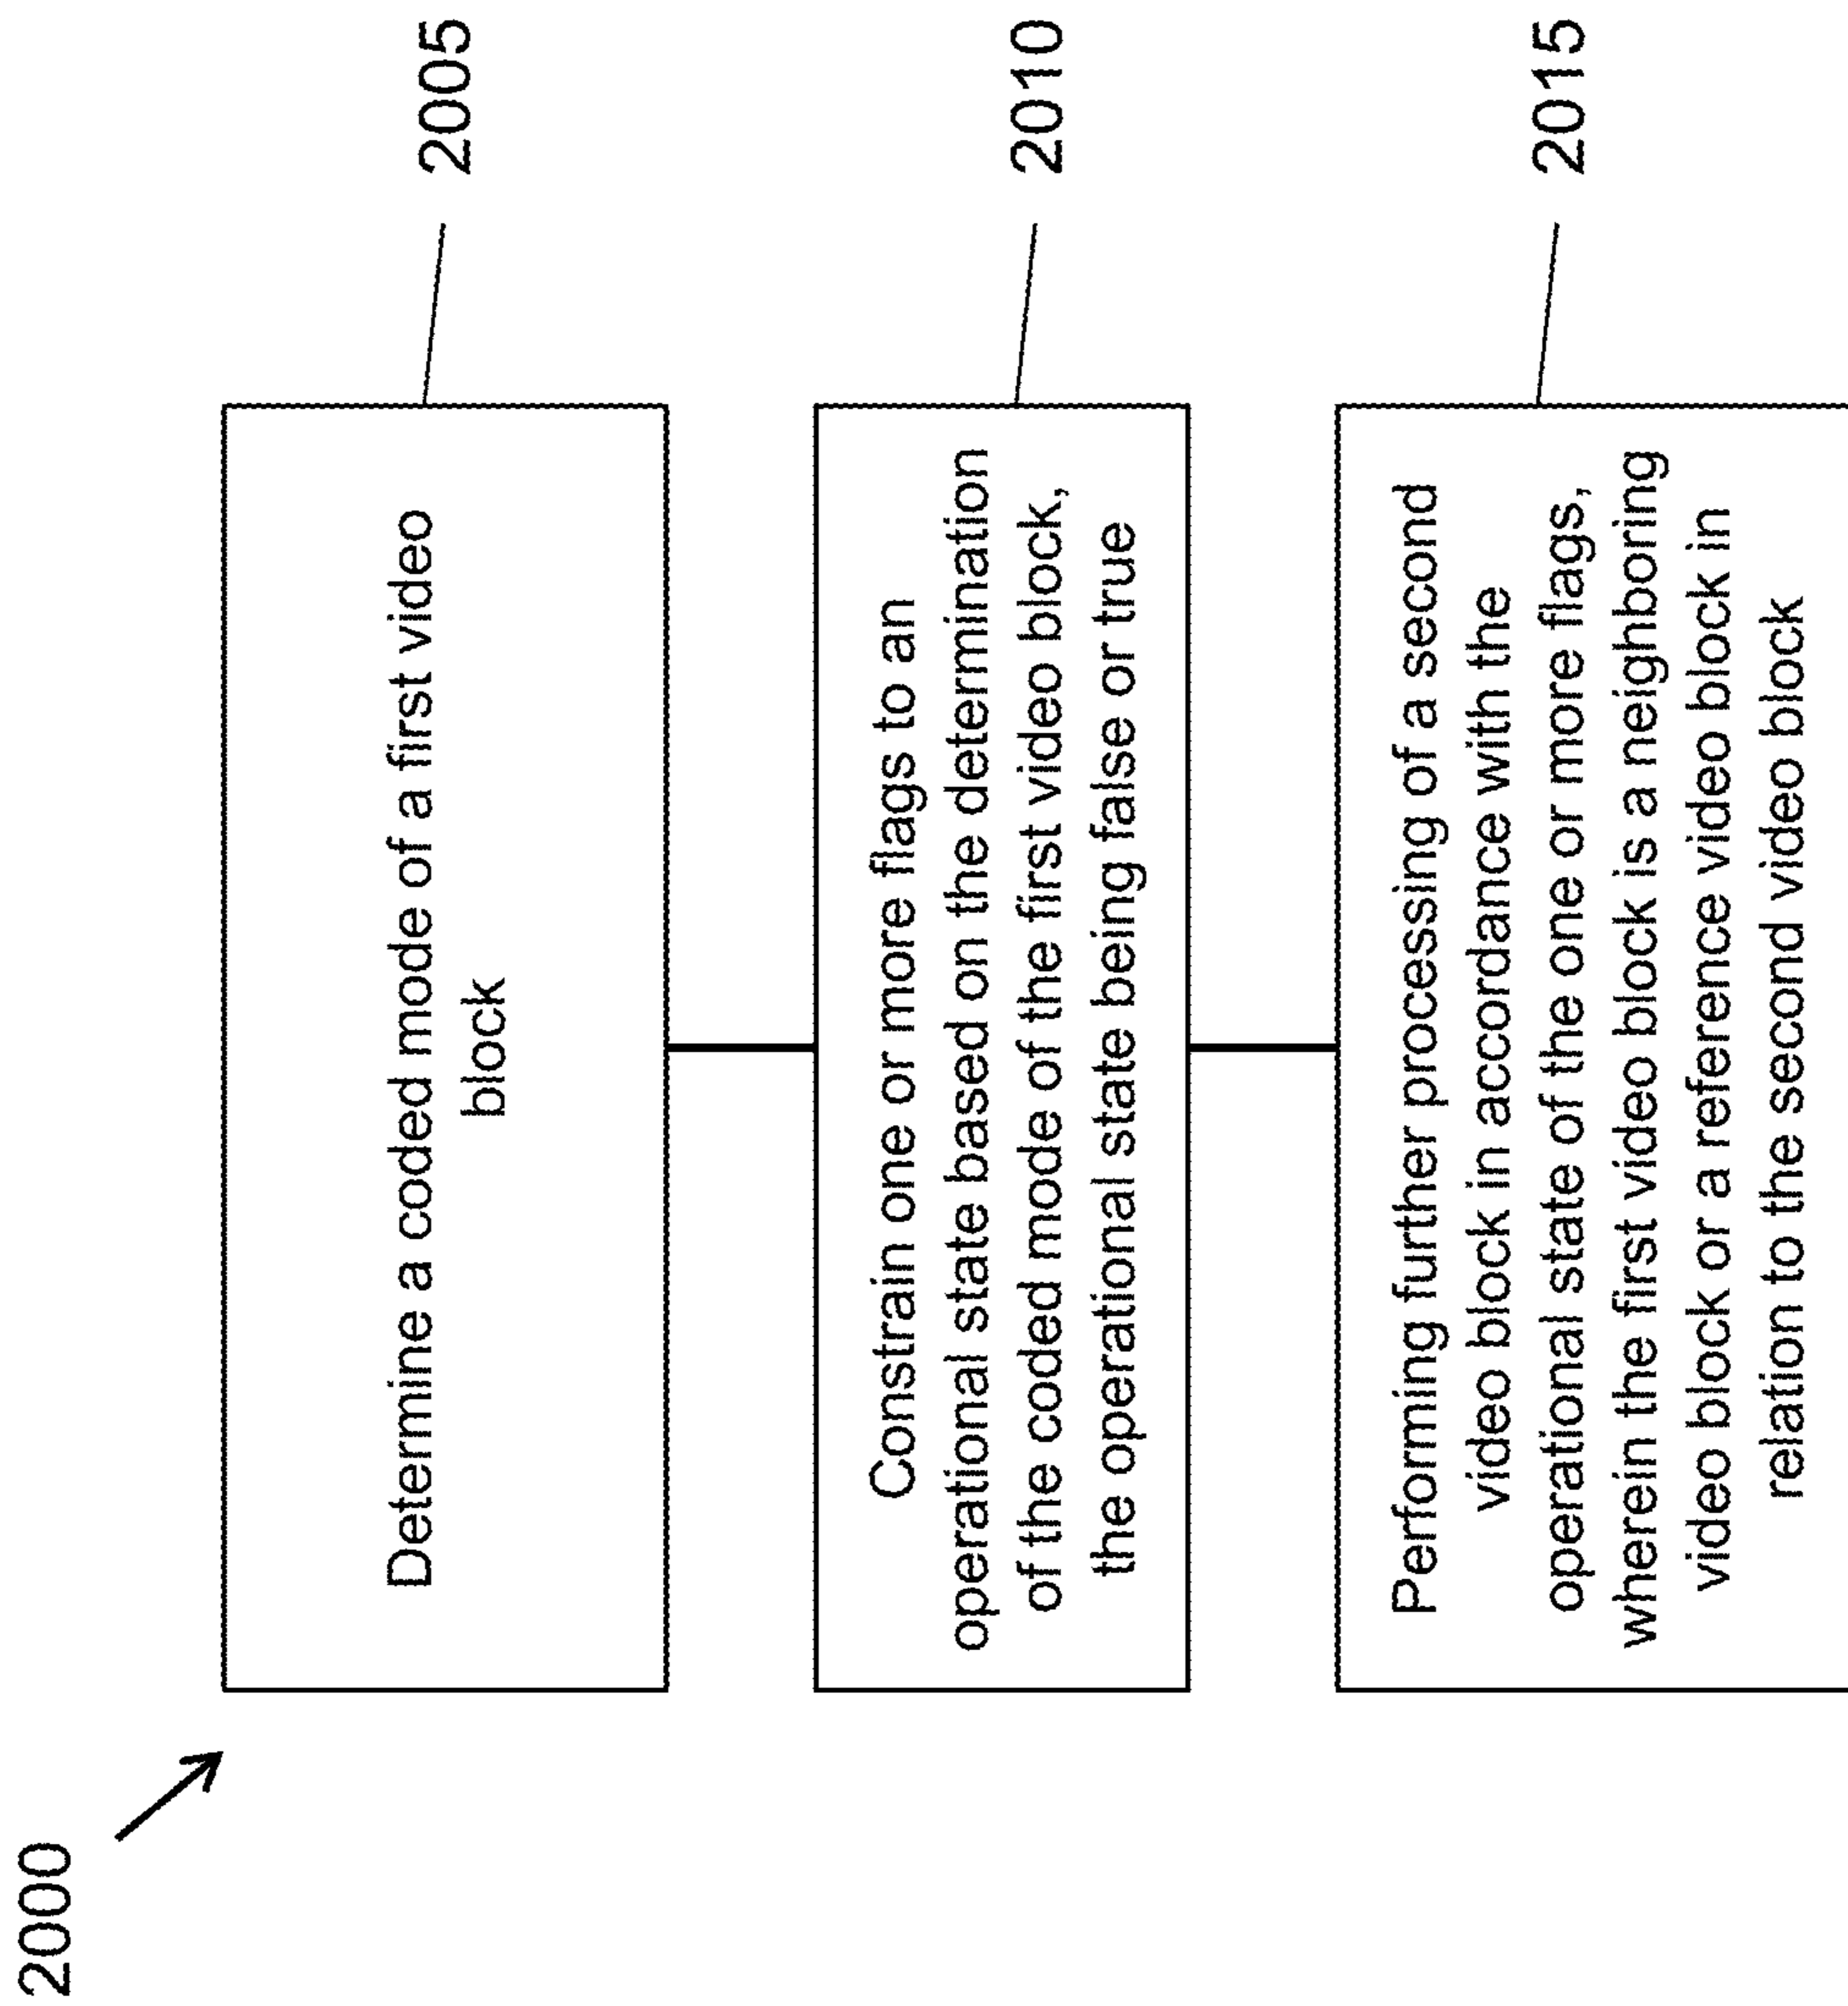 2000
Determine a coded mode of a first video
block
2005
Constrain one or more flags to an
operational state based on the determination
of the coded mode of the first video block,
the operational state being false or true
2010
Performing further processing of a second
video block in accordance with the
operational state of the one or more flags,
wherein the first video block is a neighboring
video block or a reference video block in
relation to the second video block
2015